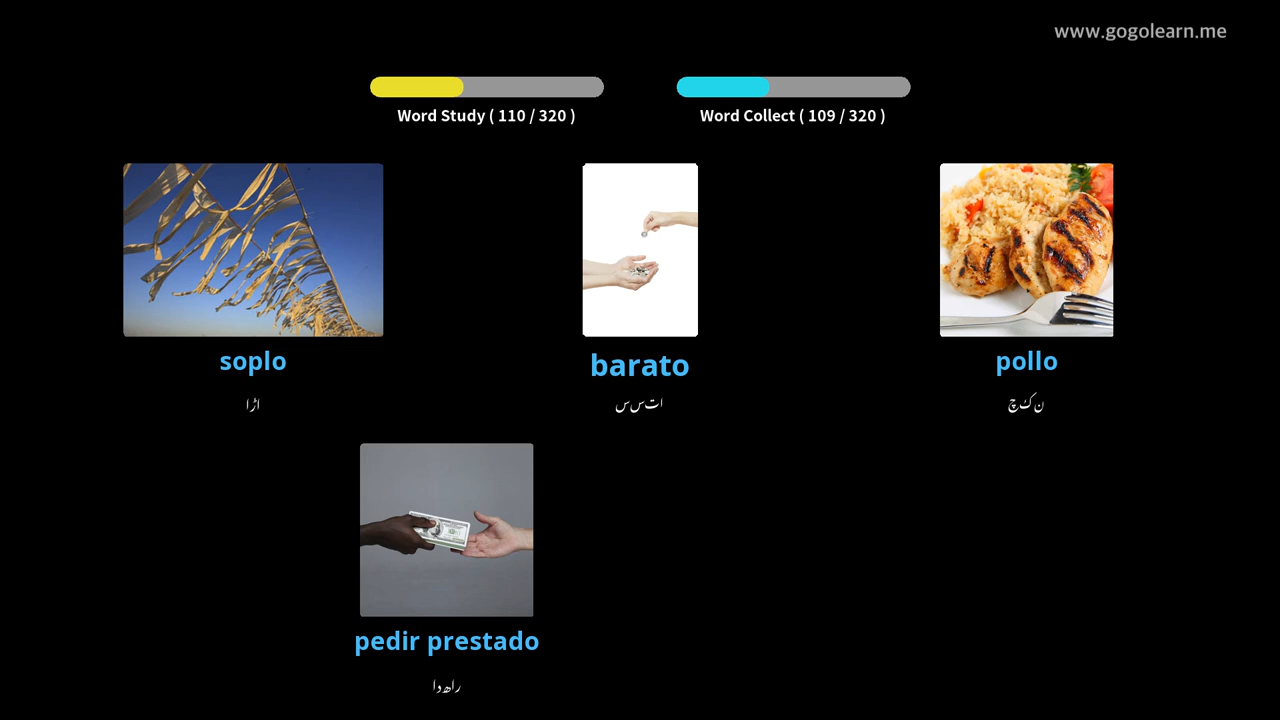 www.gogolearn.me
Word Study ( 110 / 320 )
Word Collect ( 109 / 320 )
soplo
barato
pollo
اڑا
اتسس
نکچ
pedir prestado
راھدا